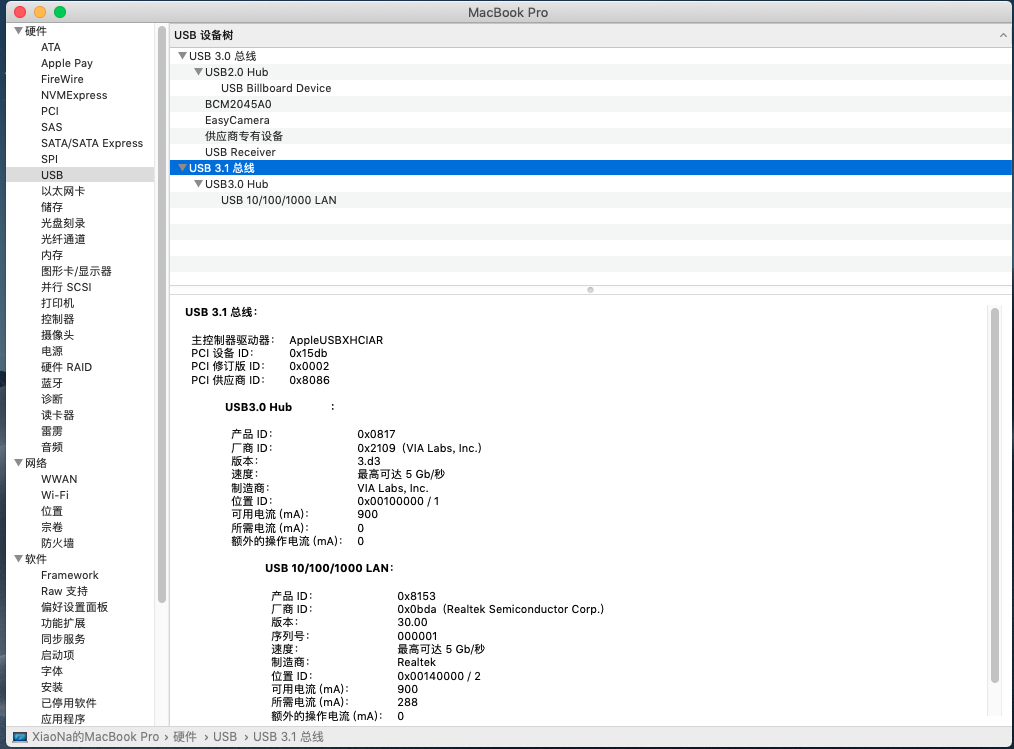 MacBook Pro
硬件
ATA
Apple Pay
FireWire
NVMExpress
PCI
SAS
SATA/SATA Express
SPI
USB
以太网卡
储存
光盘刻录
光纤通道
内存
图形卡/显示器
并行 SCSI
打印机
控制器
摄像头
电源
硬件 RAID
蓝牙
诊断
读卡器
雷雳
音频
网络
WWAN
Wi-Fi
位置
宗卷
防火墙
软件
Framework
Raw 支持
偏好设置面板
功能扩展
同步服务
启动项
字体
安装
已停用软件
应用程序
USB 设备树
USB 3.0 总线
USB2.0 Hub
USB Billboard Device
BCM2045A0
EasyCamera
供应商专有设备
USB Receiver
USB 3.1 总线
USB3.0 Hub
USB 10/100/1000 LAN
USB 3.1 总线：
主控制器驱动器： AppleUSBXHCIAR
PCI 设备 ID： 0x15db
PCI 修订版 ID： 0x0002
PCI 供应商 ID： 0x8086
USB3.0 Hub ：
产品 ID： 0x0817
厂商 ID： 0x2109（VIA Labs, Inc.）
版本： 3.d3
速度： 最高可达 5 Gb/秒
制造商： VIA Labs, Inc.
位置 ID： 0x00100000 / 1
可用电流 (mA)： 900
所需电流 (mA)： 0
额外的操作电流 (mA)： 0
USB 10/100/1000 LAN：
产品 ID： 0x8153
厂商 ID： 0x0bda（Realtek Semiconductor Corp.）
版本： 30.00
序列号： 000001
速度： 最高可达 5 Gb/秒
制造商： Realtek
位置 ID： 0x00140000 / 2
可用电流 (mA)： 900
所需电流 (mA)： 288
额外的操作电流 (mA)： 0
XiaoNa的MacBook Pro › 硬件 › USB › USB 3.1 总线